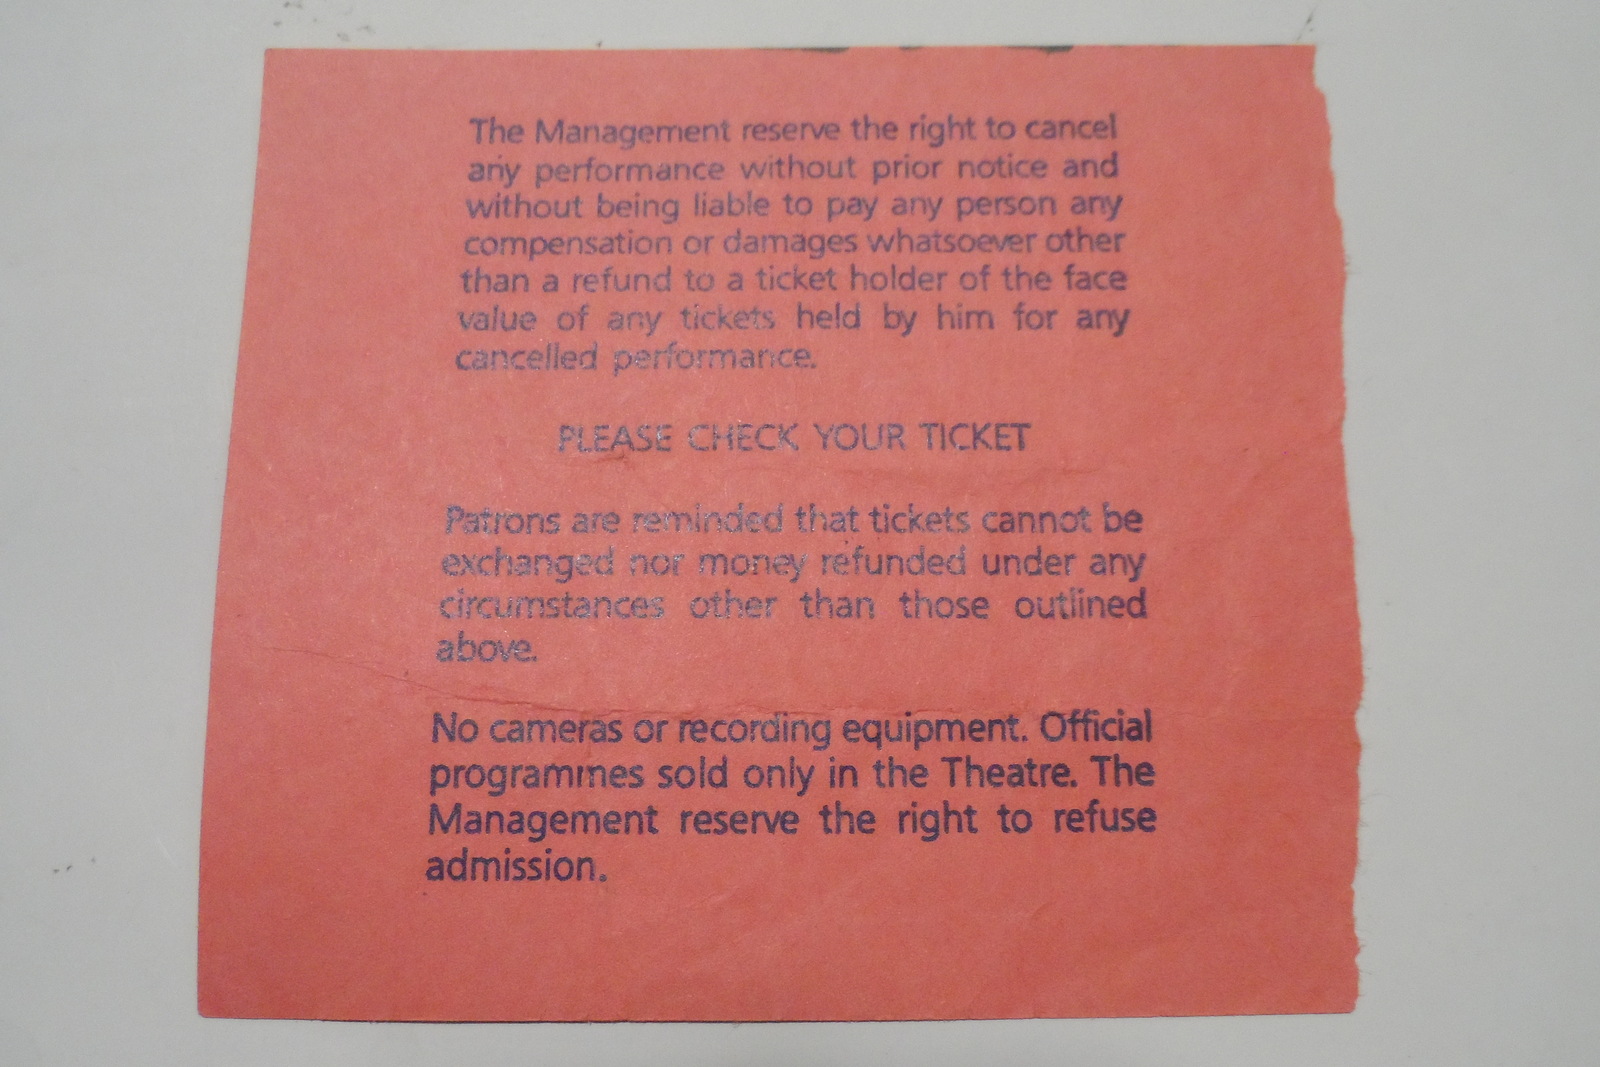 The Management reserve the right to cancel
any performance without prior notice and
without being liable to pay any person any
compensation or damages whatsoever other
than a refund to a ticket holder of the face
value of any tickets held by him for any
cancelled performance.
PLEASE CHECK YOUR TICKET
Patrons are reminded that tickets cannot be
exchanged nor money refunded under any
circumstances other than those outlined
above.
No cameras or recording equipment. Official
programmes sold only in the Theatre. The
Management reserve the right to refuse
admission.